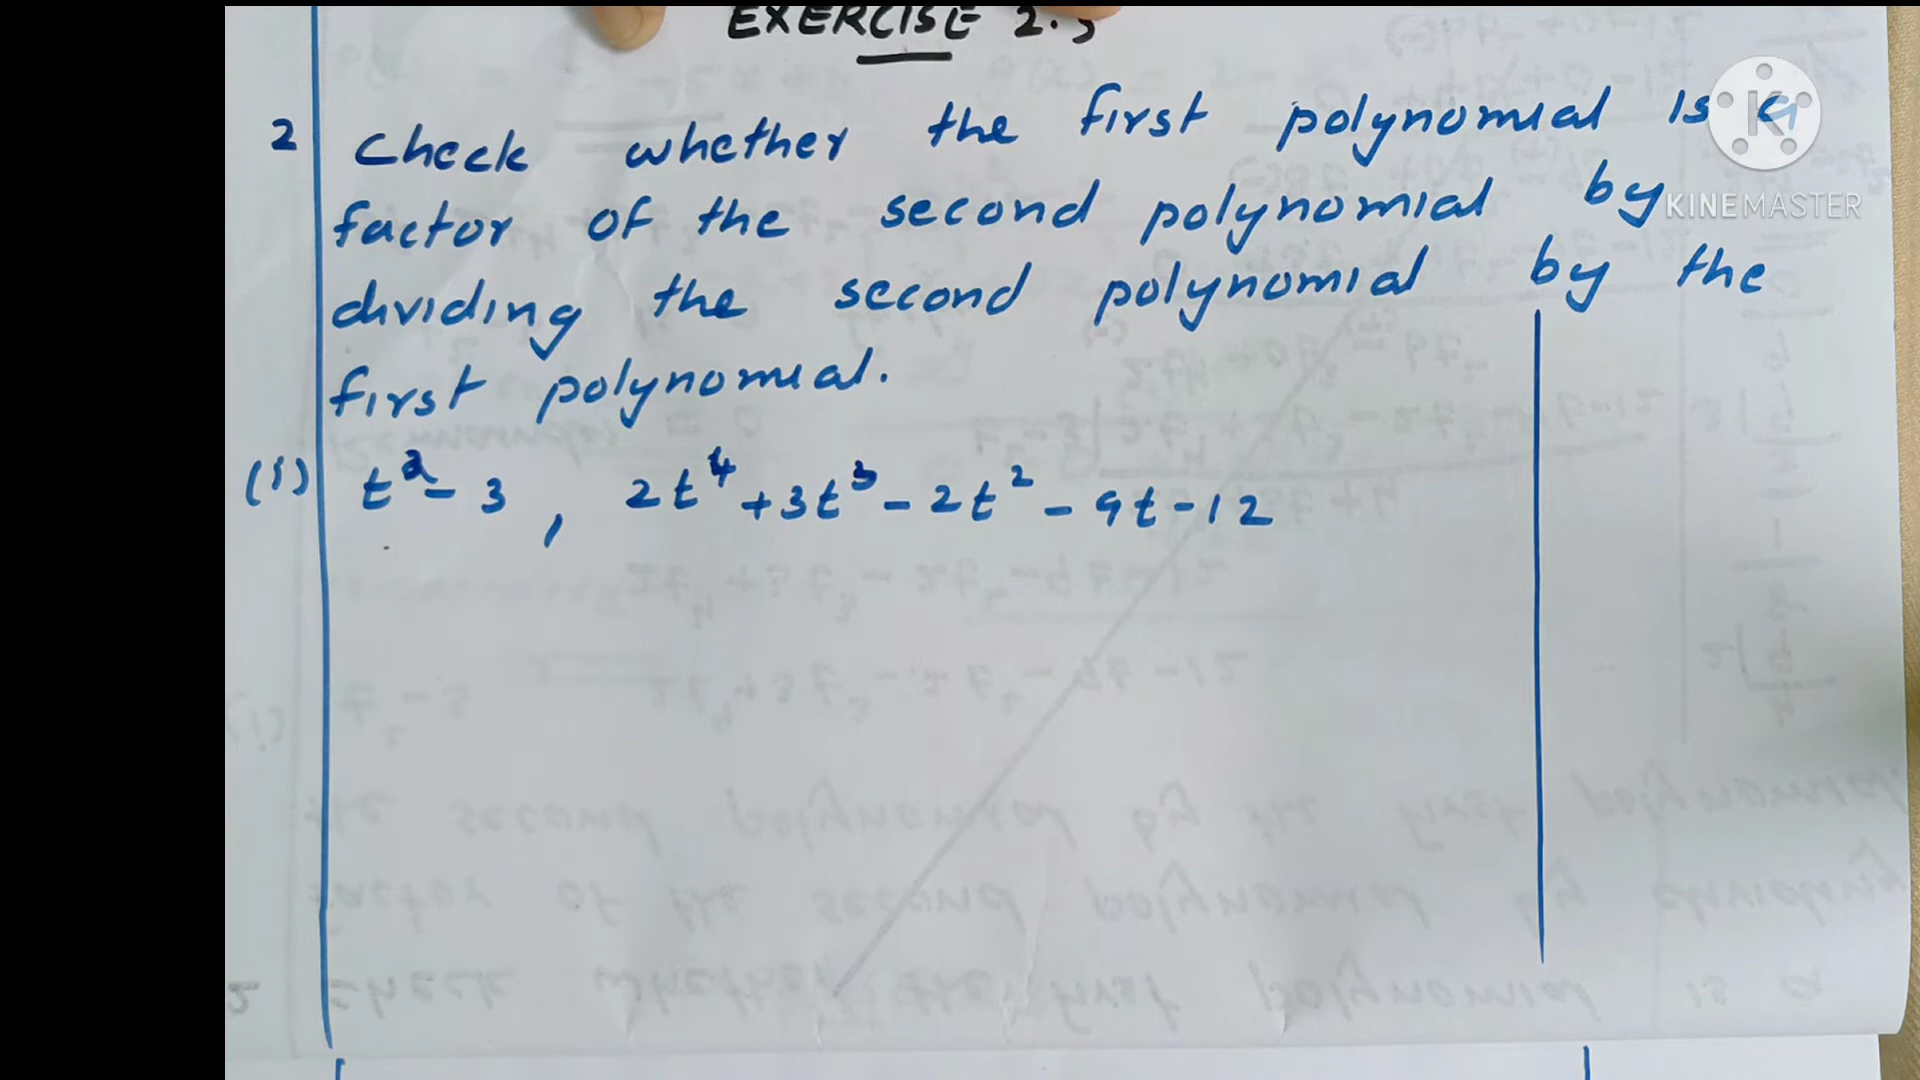 EXERCISE 2.3
2 Check whether the first polynomial is a
factor of the second polynomial by
dividing the second polynomial by the
first polynomial.
(i) t² - 3 , 2t⁴ + 3t³ - 2t² - 9t - 12
KINEMASTER